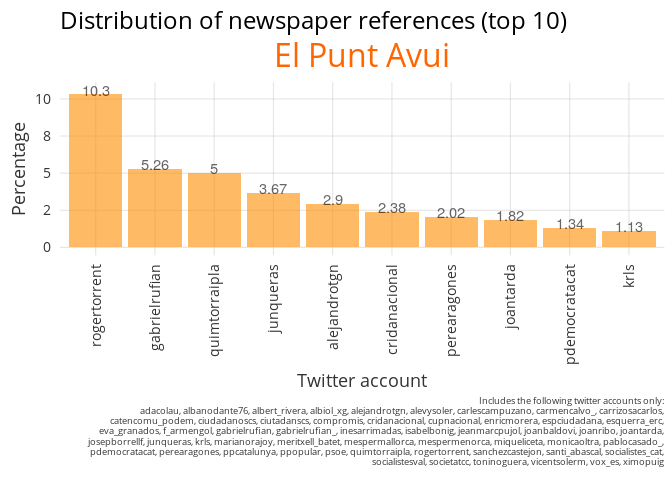 Distribution of newspaper references (top 10)
El Punt Avui
Percentage
10
8
5
2
0
10.3
5.26
5
3.67
2.9
2.38
2.02
1.82
1.34
1.13
rogertorrent
gabrielrufian
quimtorraipla
junqueras
alejandrotgn
cridanacional
perearagones
joantarda
pdemocratacat
krls
Twitter account
Includes the following twitter accounts only:
adacolau, albanodante76, albert_rivera, albiol_xg, alejandrotgn, alevysoler, carlescampuzano, carmencalvo_, carrizosacarlos,
catencomu_podem, ciudadanoscs, ciutadanscs, compromis, cridanacional, cupnacional, enricmorera, espciudadana, esquerra_erc,
eva_granados, f_armengol, gabrielrufian, gabrielrufian_, inesarrimadas, isabelbonig, jeanmarcpujol, joanbaldovi, joanribo, joantarda,
josepborrellf, junqueras, krls, marianorajoy, meritxell_batet, mespermallorca, mespermenorca, miqueliceta, monicaoltra, pablocasado_,
pdemocratacat, perearagones, ppcatalunya, ppopular, psoe, quimtorraipla, rogertorrent, sanchezcastejon, santi_abascal, socialistes_cat,
socialistesval, societatcc, toninoguera, vicentsolerm, vox_es, ximopuig